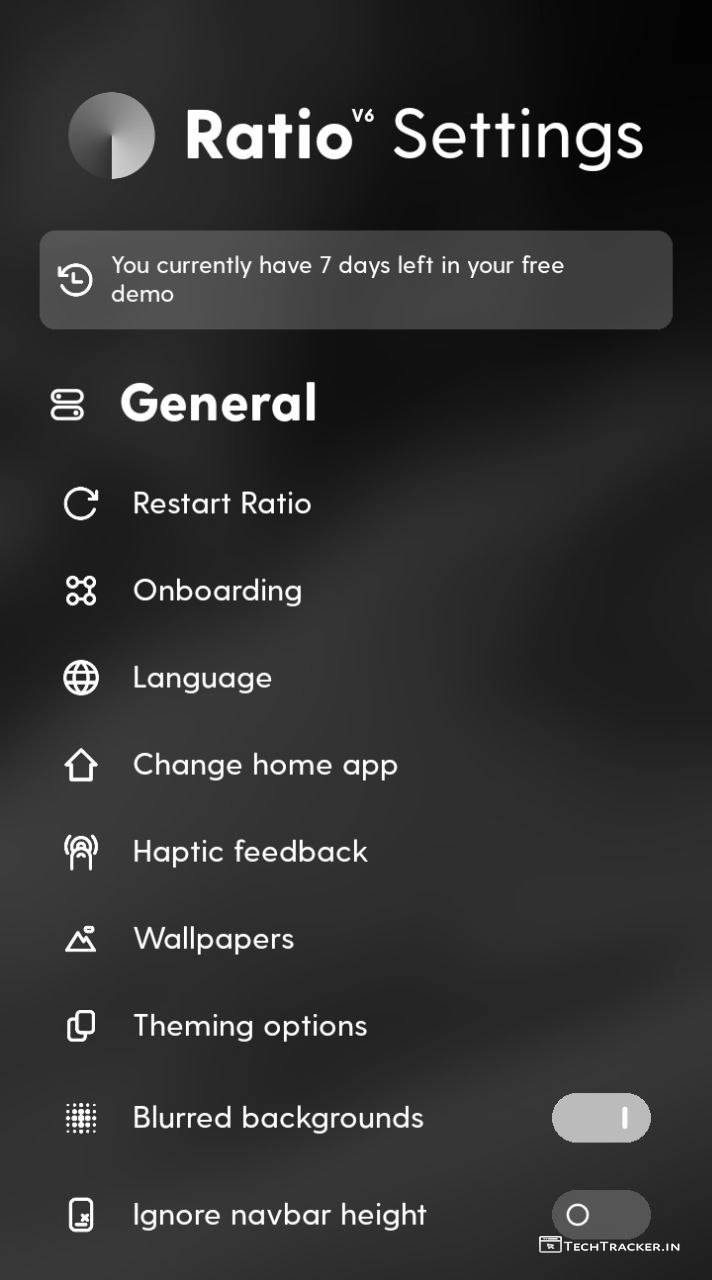 Ratio V6 Settings
You currently have 7 days left in your free
demo
General
Restart Ratio
Onboarding
Language
Change home app
Haptic feedback
Wallpapers
Theming options
Blurred backgrounds
Ignore navbar height
TECHTRACKER.IN